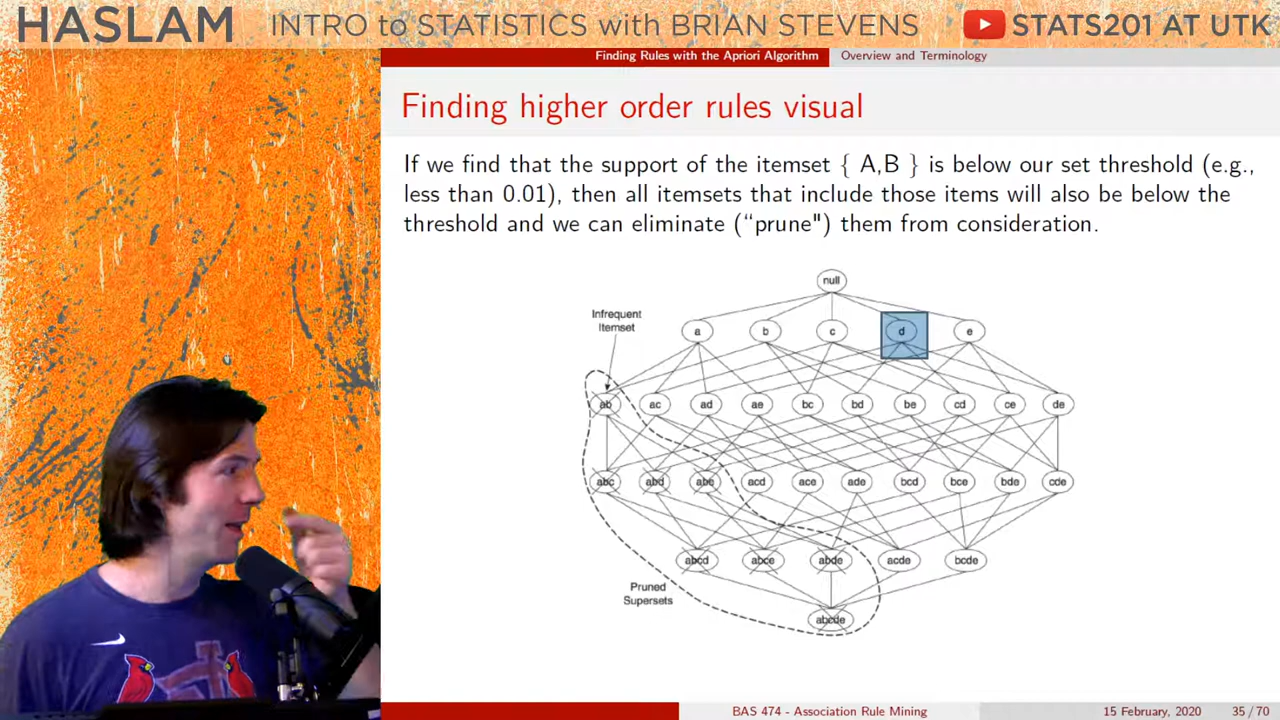 HASLAM INTRO to STATISTICS with BRIAN STEVENS STATS201 AT UTK
Finding Rules with the Apriori Algorithm Overview and Terminology
Finding higher order rules visual
If we find that the support of the itemset { A,B } is below our set threshold (e.g.,
less than 0.01), then all itemsets that include those items will also be below the
threshold and we can eliminate (“prune") them from consideration.
null
Infrequent
Itemset
a b c d e
ab ac ad ae bc bd be cd ce de
abc abd abe acd ace ade bcd bce bde cde
abcd abce abde acde bcde
Pruned
Supersets
abcde
BAS 474 - Association Rule Mining 15 February, 2020 35 / 70